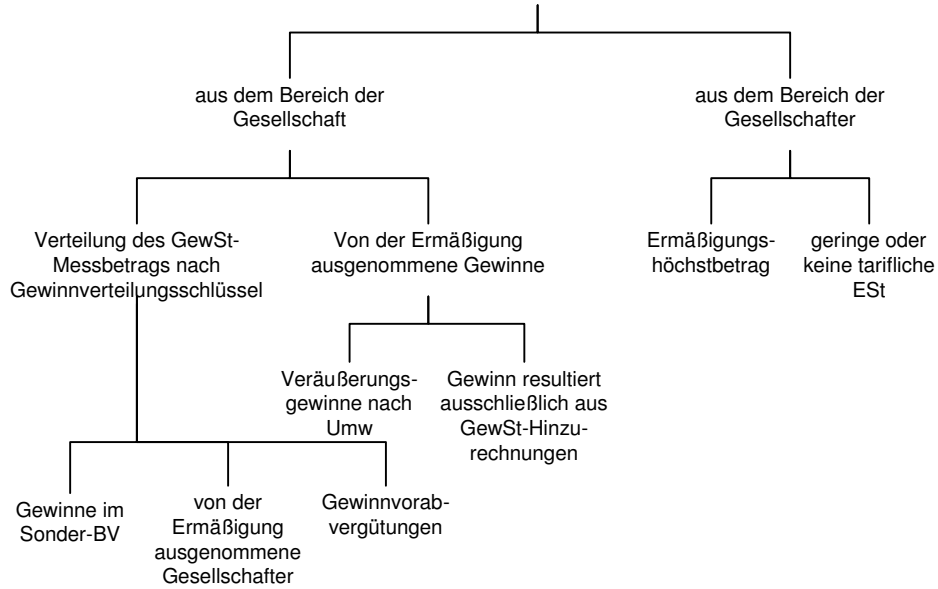 aus dem Bereich der
Gesellschaft
aus dem Bereich der
Gesellschafter
Verteilung des GewSt-
Messbetrags nach
Gewinnverteilungsschlüssel
Von der Ermäßigung
ausgenommene Gewinne
Ermäßigungs-
höchstbetrag
geringe oder
keine tarifliche
ESt
Veräußerungs-
gewinne nach
Umw
Gewinn resultiert
ausschließlich aus
GewSt-Hinzu-
rechnungen
Gewinne im
Sonder-BV
von der
Ermäßigung
ausgenommene
Gesellschafter
Gewinnvorab-
vergütungen